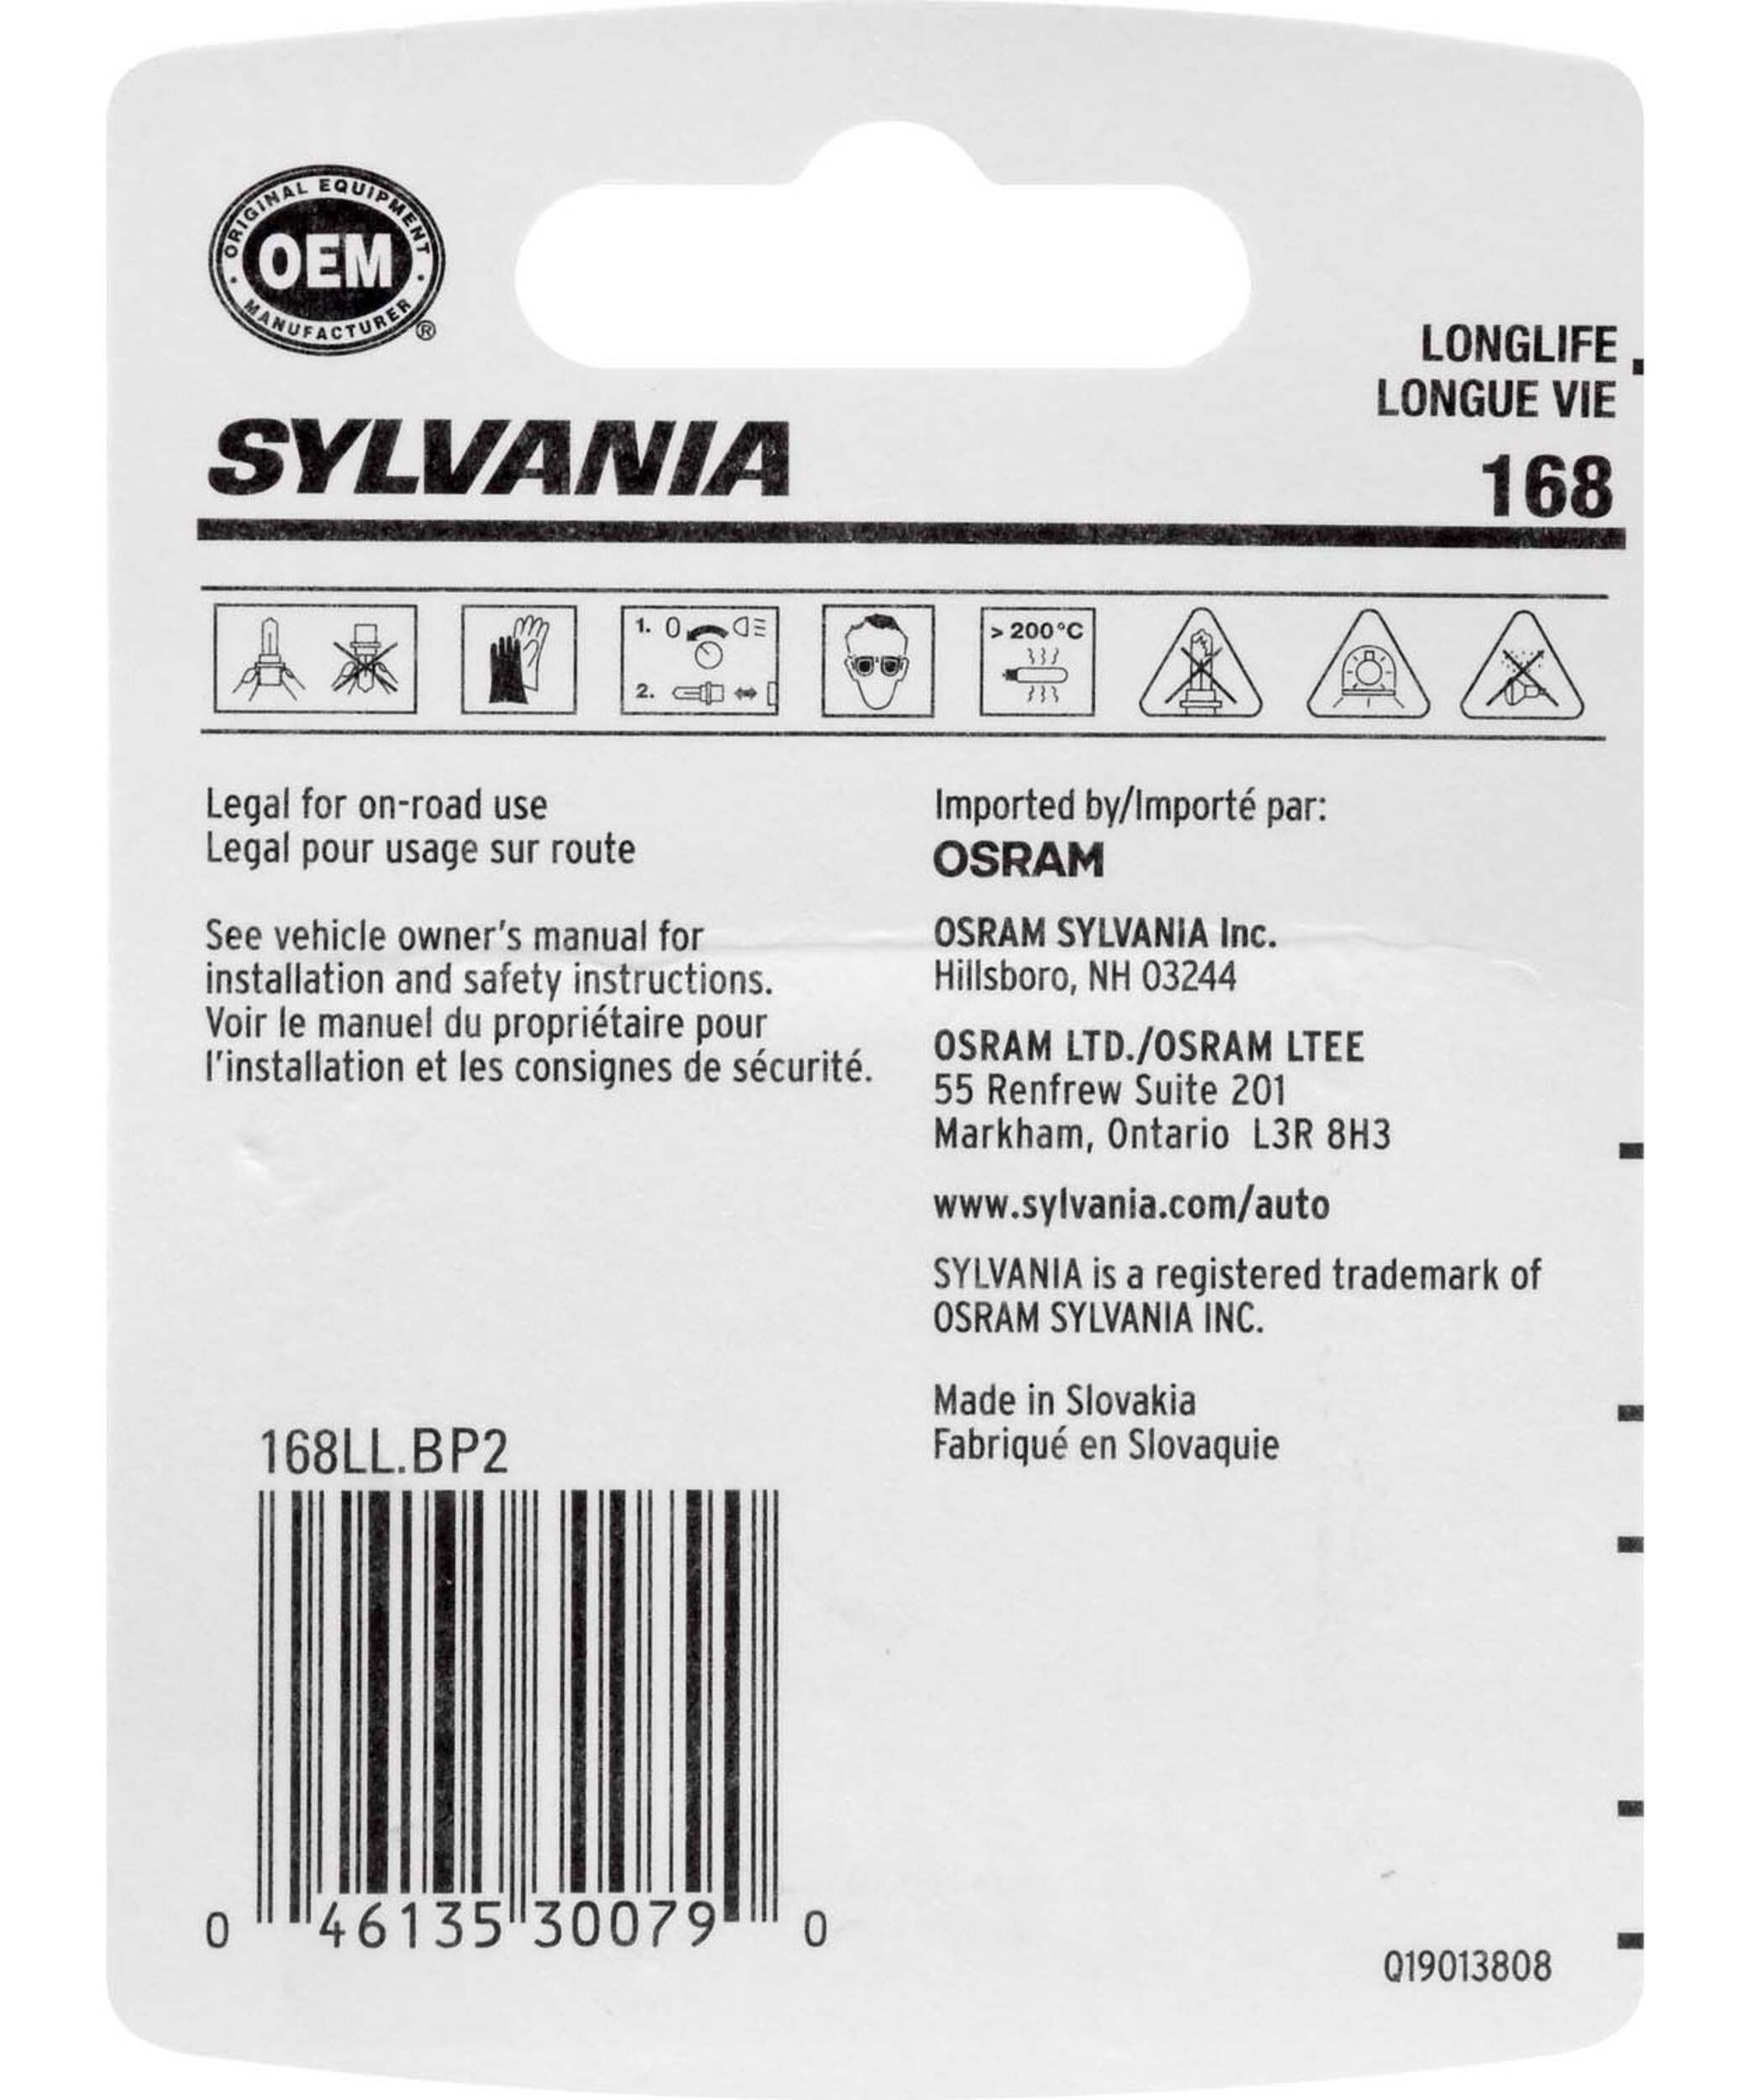 ORIGINAL EQUIPMENT
OEM
MANUFACTURER ®
LONGLIFE
LONGUE VIE
168
SYLVANIA
1. 0
2.
> 200°C
Legal for on-road use
Legal pour usage sur route
See vehicle owner's manual for
installation and safety instructions.
Voir le manuel du propriétaire pour
l'installation et les consignes de sécurité.
Imported by/Importé par:
OSRAM
OSRAM SYLVANIA Inc.
Hillsboro, NH 03244
OSRAM LTD./OSRAM LTEE
55 Renfrew Suite 201
Markham, Ontario L3R 8H3
www.sylvania.com/auto
SYLVANIA is a registered trademark of
OSRAM SYLVANIA INC.
Made in Slovakia
Fabriqué en Slovaquie
168LL.BP2
0 46135 30079 0
Q19013808